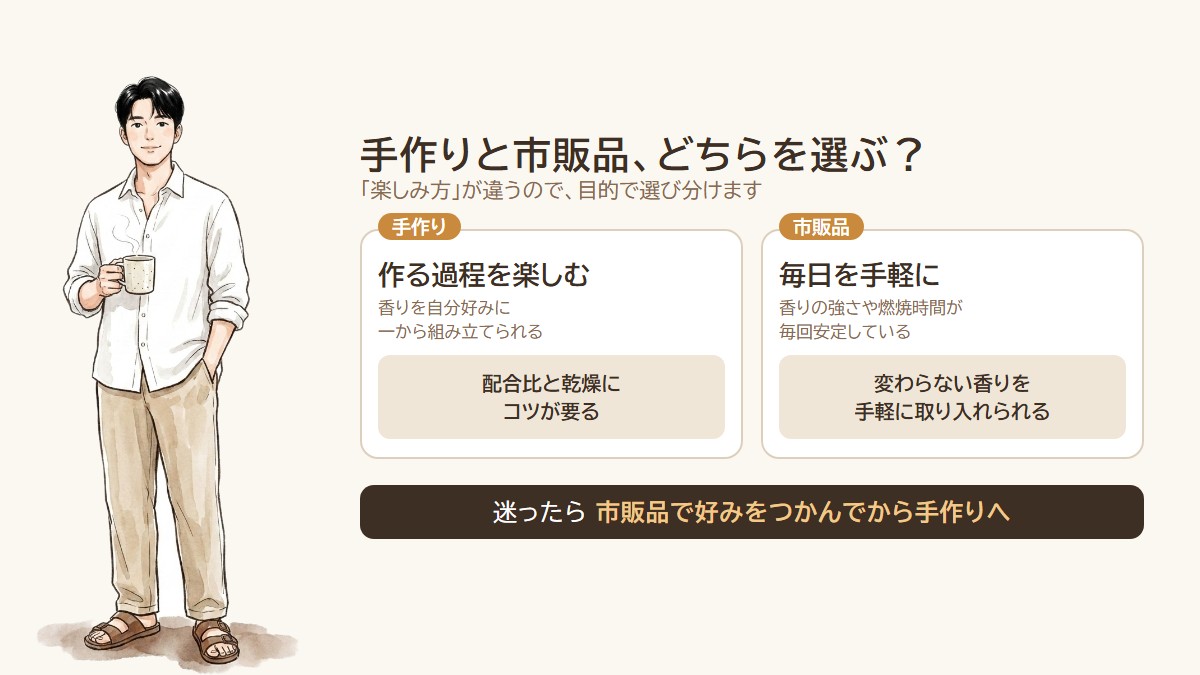 手作りと市販品、どちらを選ぶ？
「楽しみ方」が違うので、目的で選び分けます
手作り
作る過程を楽しむ
香りを自分好みに
一から組み立てられる
配合比と乾燥に
コツが要る
市販品
毎日を手軽に
香りの強さや燃焼時間が
毎回安定している
変わらない香りを
手軽に取り入れられる
迷ったら 市販品で好みをつかんでから手作りへ